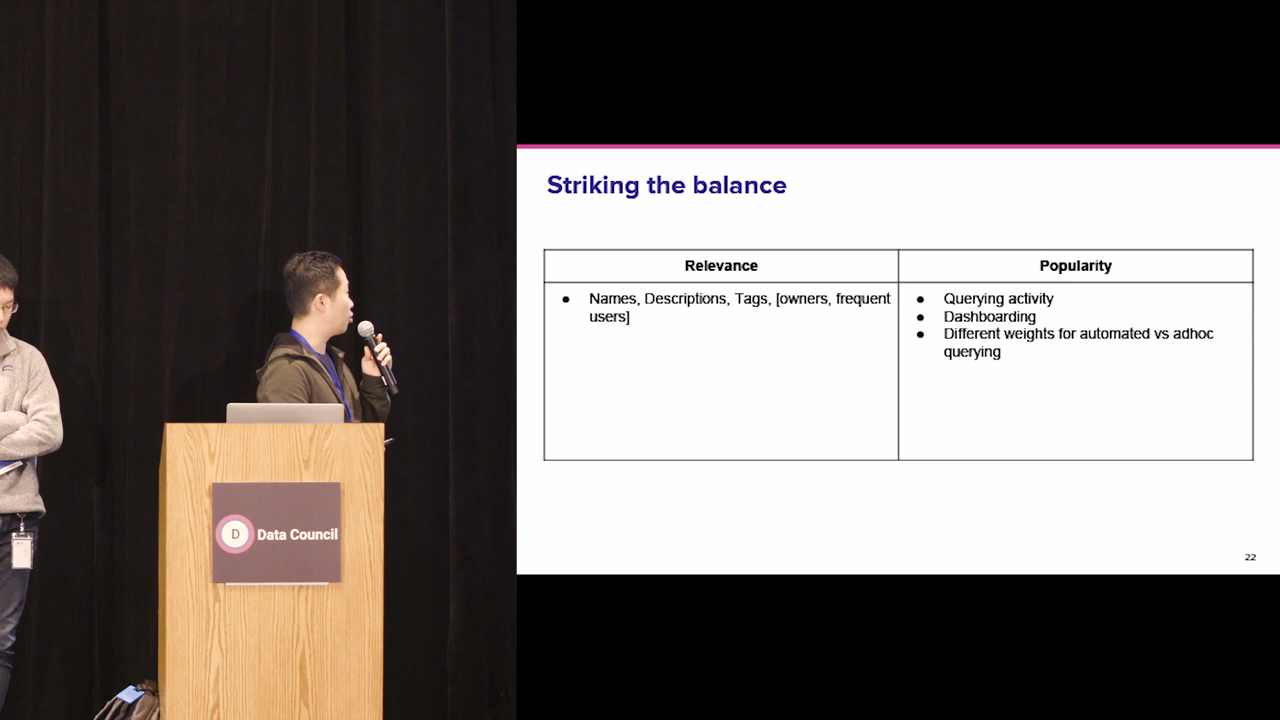 Striking the balance
Relevance
Popularity
● Names, Descriptions, Tags, [owners, frequent
users]
● Querying activity
● Dashboarding
● Different weights for automated vs adhoc
querying
22
D
Data Council